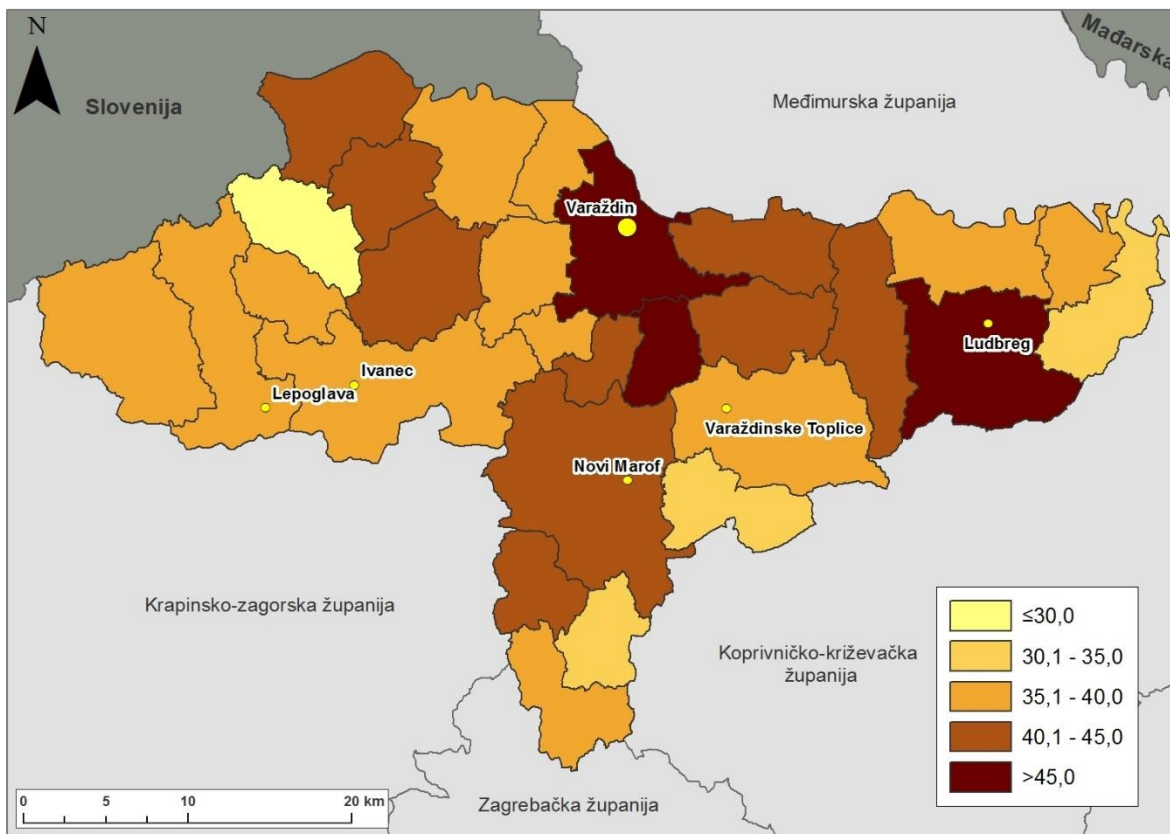 N
Mađarska
Slovenija
Međimurska županija
Varaždin
Ludbreg
Ivanec
Lepoglava
Varaždinske Toplice
Novi Marof
Krapinsko-zagorska županija
Koprivničko-križevačka
županija
Zagrebačka županija
≤30,0
30,1 - 35,0
35,1 - 40,0
40,1 - 45,0
>45,0
0 5 10 20 km